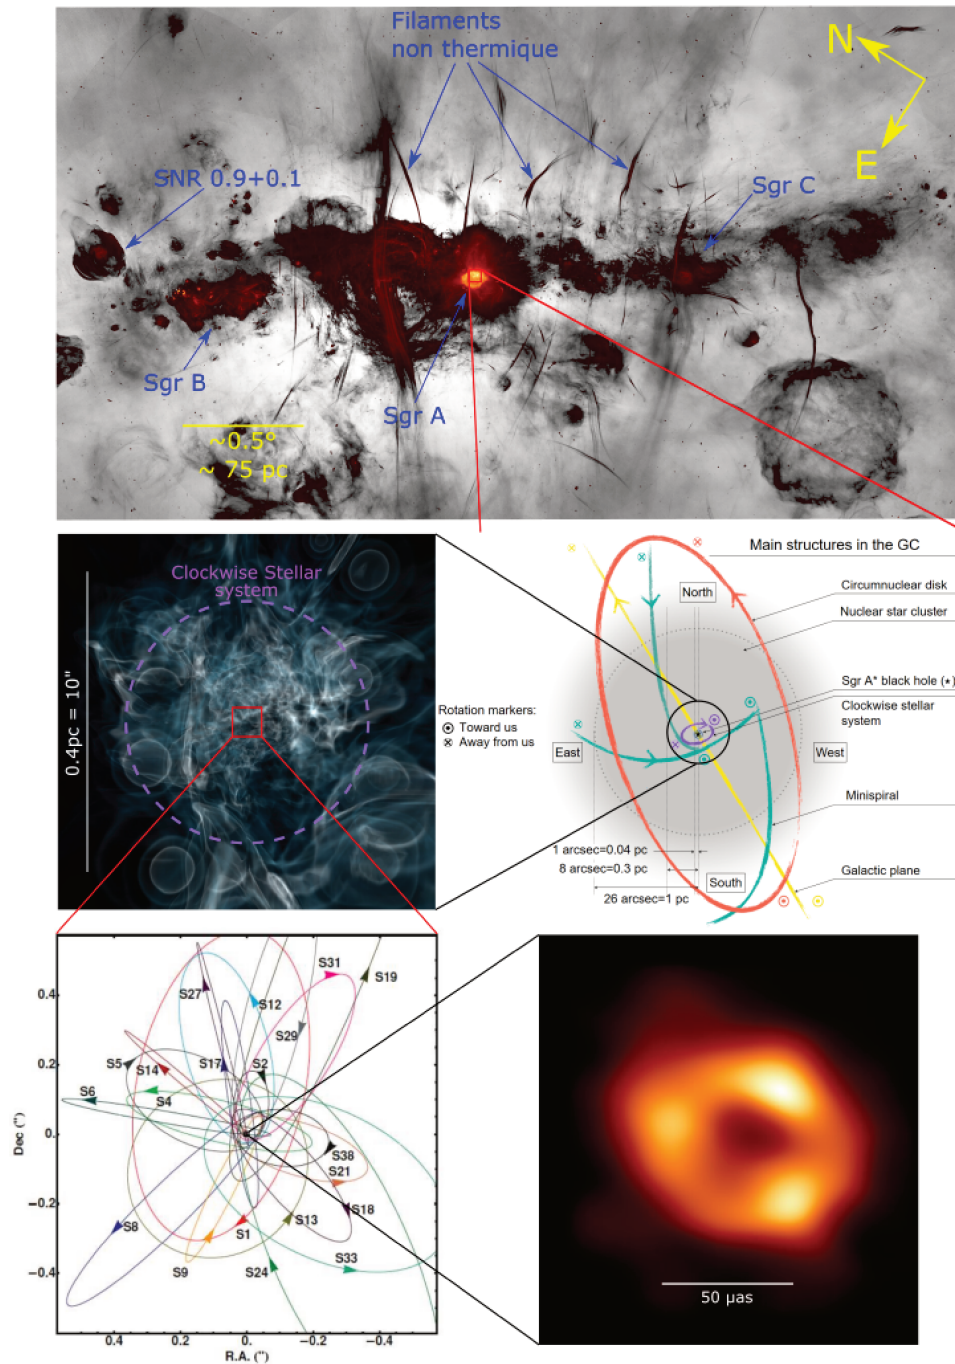 Filaments
non thermique
N
E
SNR 0.9+0.1
Sgr C
Sgr B
Sgr A
~0.5°
~ 75 pc
Clockwise Stellar
system
0.4pc = 10"
Main structures in the GC
Circumnuclear disk
North
Nuclear star cluster
Sgr A* black hole (⋆)
Clockwise stellar
system
Rotation markers:
⊙ Toward us
⊗ Away from us
East
West
Minispiral
1 arcsec=0.04 pc
8 arcsec=0.3 pc
South
Galactic plane
26 arcsec=1 pc
S31
S19
S27
S12
S29
S5
S14
S17
S2
S6
S4
S38
S21
S18
S8
S1
S13
S33
S9
S24
0.4
0.2
0.
−0.2
−0.4
Dec (")
0.4
0.2
0.
−0.2
−0.4
R.A. (")
50 μas